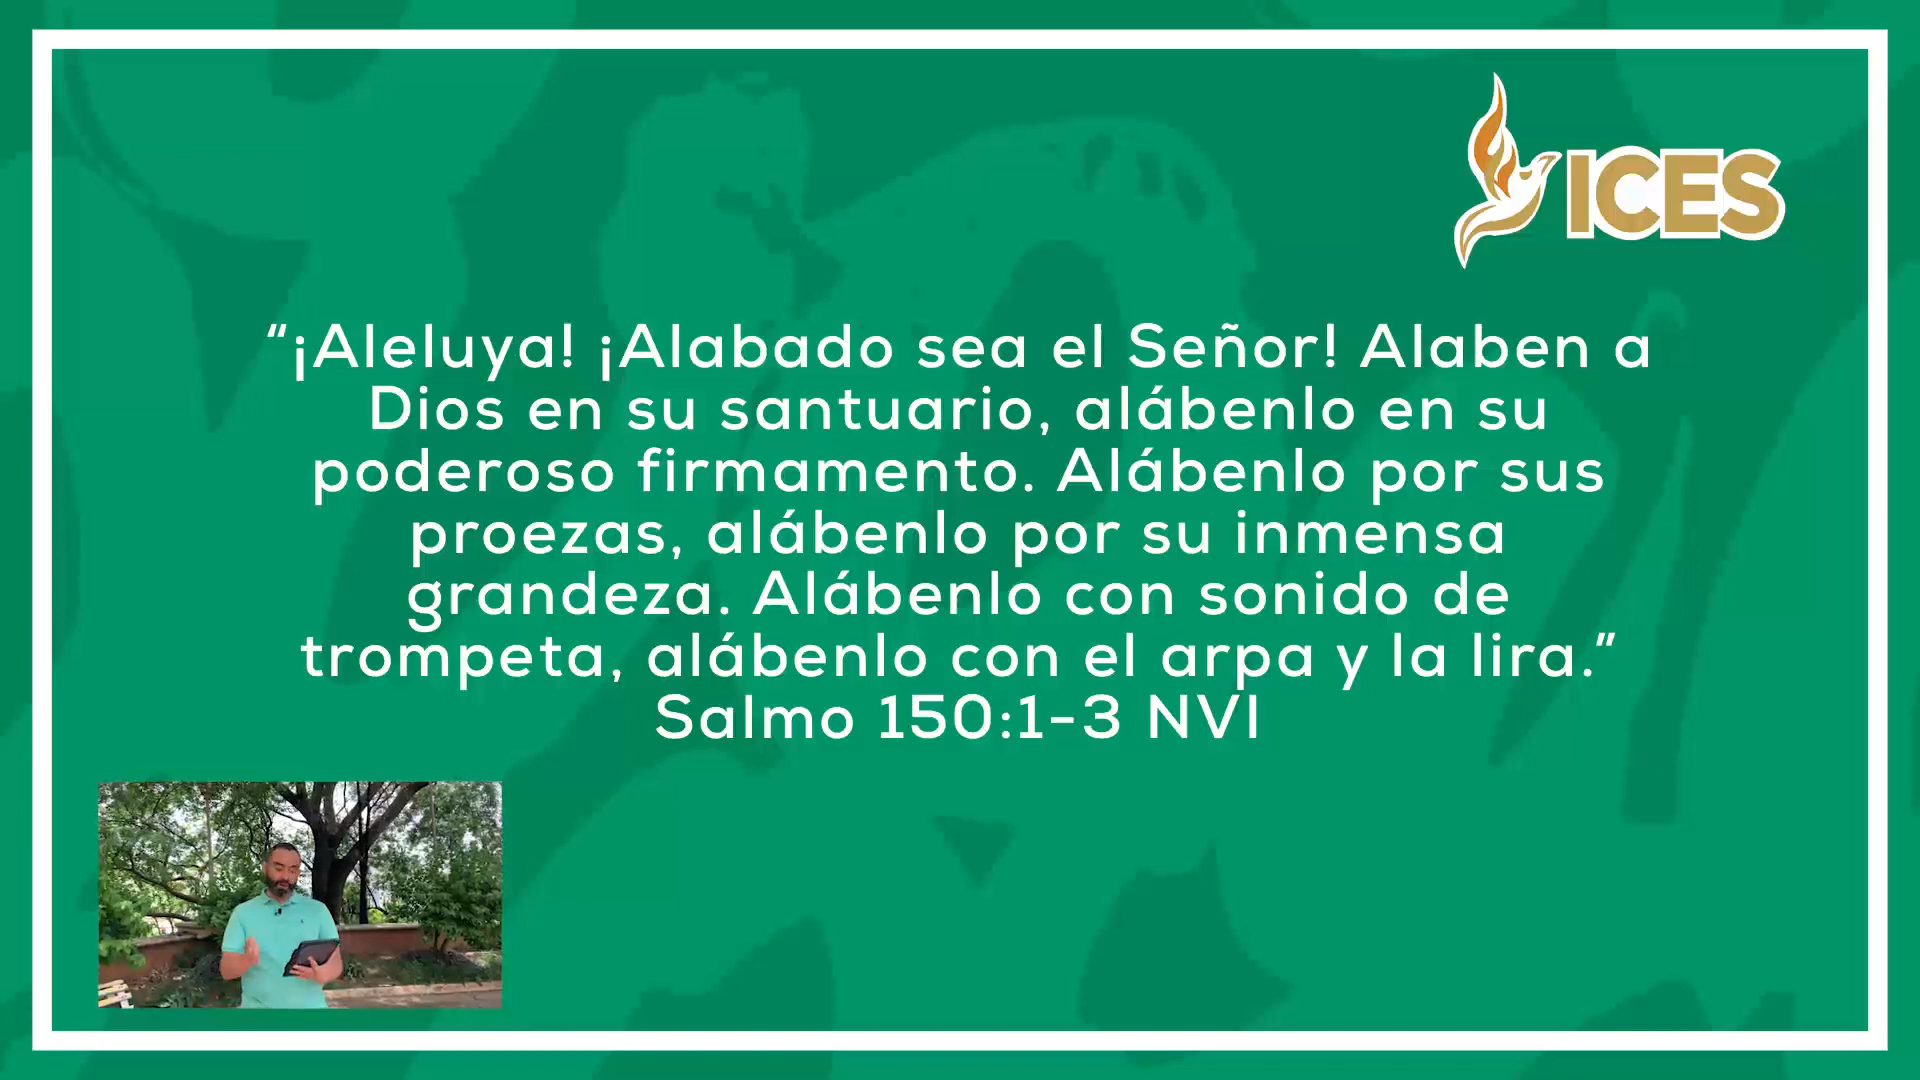 ICES
“¡Aleluya! ¡Alabado sea el Señor! Alaben a
Dios en su santuario, alábenlo en su
poderoso firmamento. Alábenlo por sus
proezas, alábenlo por su inmensa
grandeza. Alábenlo con sonido de
trompeta, alábenlo con el arpa y la lira.”
Salmo 150:1-3 NVI